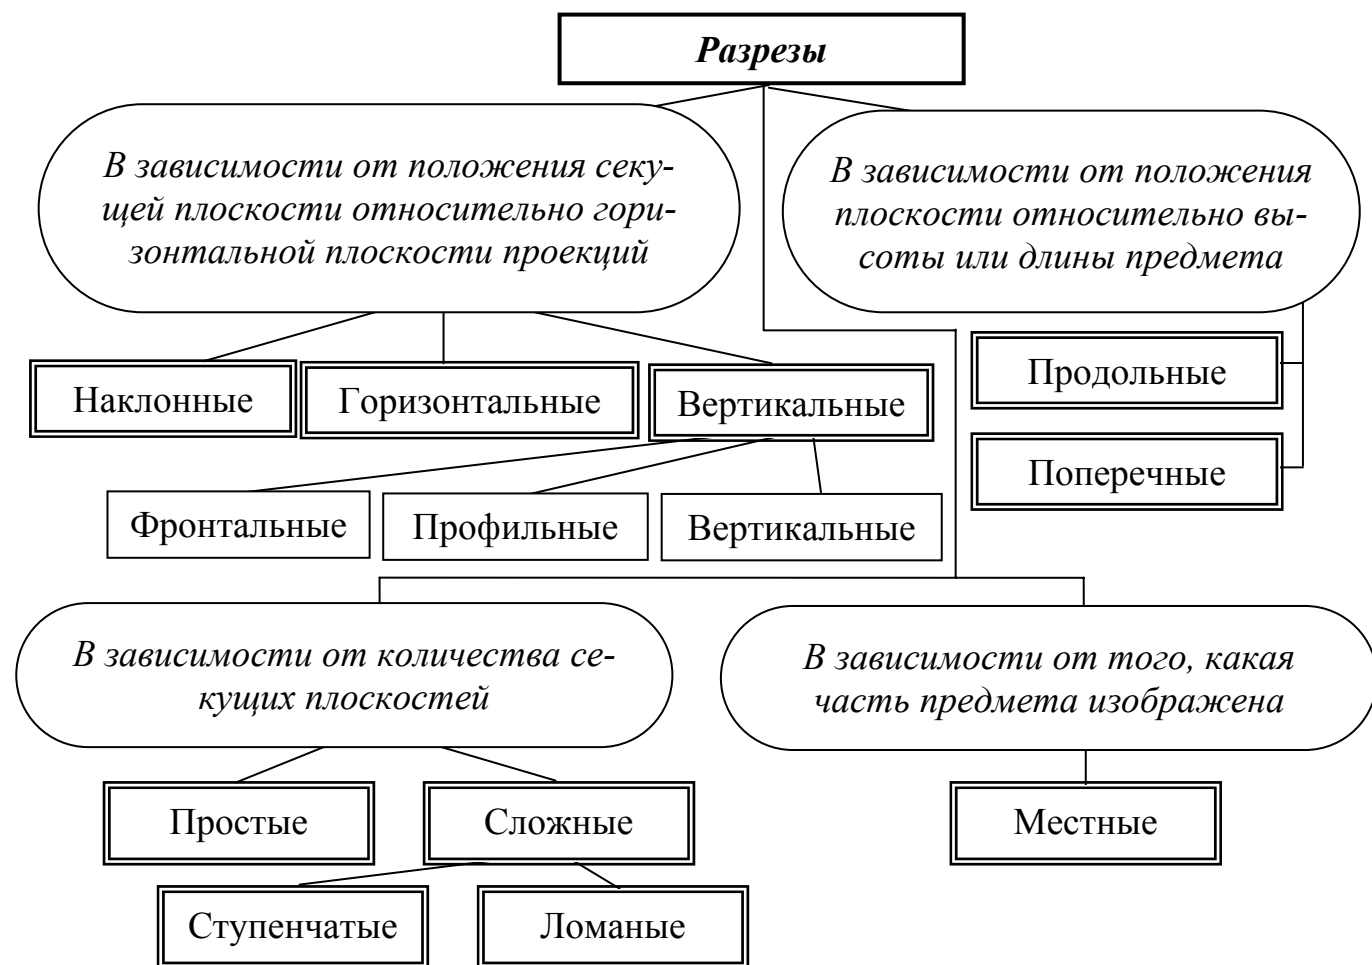 Разрезы
В зависимости от положения секу-
щей плоскости относительно гори-
зонтальной плоскости проекций
В зависимости от положения
плоскости относительно вы-
соты или длины предмета
Наклонные
Горизонтальные
Вертикальные
Продольные
Поперечные
Фронтальные
Профильные
Вертикальные
В зависимости от количества се-
кущих плоскостей
В зависимости от того, какая
часть предмета изображена
Простые
Сложные
Местные
Ступенчатые
Ломаные